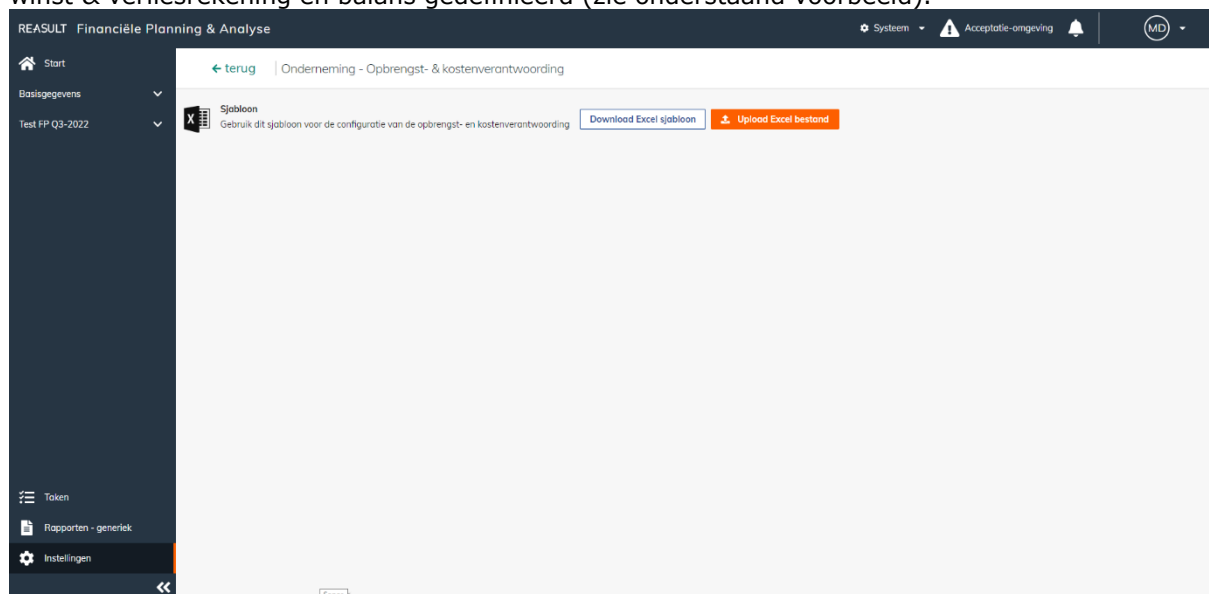 winst & verliesrekening en balans gedefinieerd (zie onderstaand voorbeeld).
REASULT Financiële Planning & Analyse
Systeem
Acceptatie-omgeving
MD
Start
← terug | Onderneming - Opbrengst- & kostenverantwoording
Basisgegevens
Sjabloon
Gebruik dit sjabloon voor de configuratie van de opbrengst- en kostenverantwoording
Download Excel sjabloon
Upload Excel bestand
Test FP Q3-2022
Taken
Rapporten - generiek
Instellingen